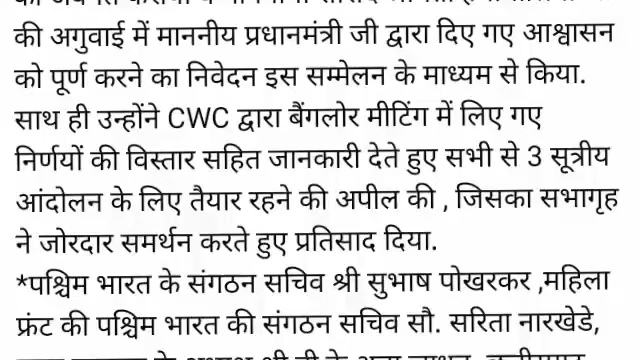 की अगुवाई में माननीय प्रधानमंत्री जी द्वारा दिए गए आश्वासन
को पूर्ण करने का निवेदन इस सम्मेलन के माध्यम से किया.
साथ ही उन्होंने CWC द्वारा बैंगलोर मीटिंग में लिए गए
निर्णयों की विस्तार सहित जानकारी देते हुए सभी से 3 सूत्रीय
आंदोलन के लिए तैयार रहने की अपील की , जिसका सभागृह
ने जोरदार समर्थन करते हुए प्रतिसाद दिया.
*पश्चिम भारत के संगठन सचिव श्री सुभाष पोखरकर ,महिला
फ्रंट की पश्चिम भारत की संगठन सचिव सौ. सरिता नारखेडे,